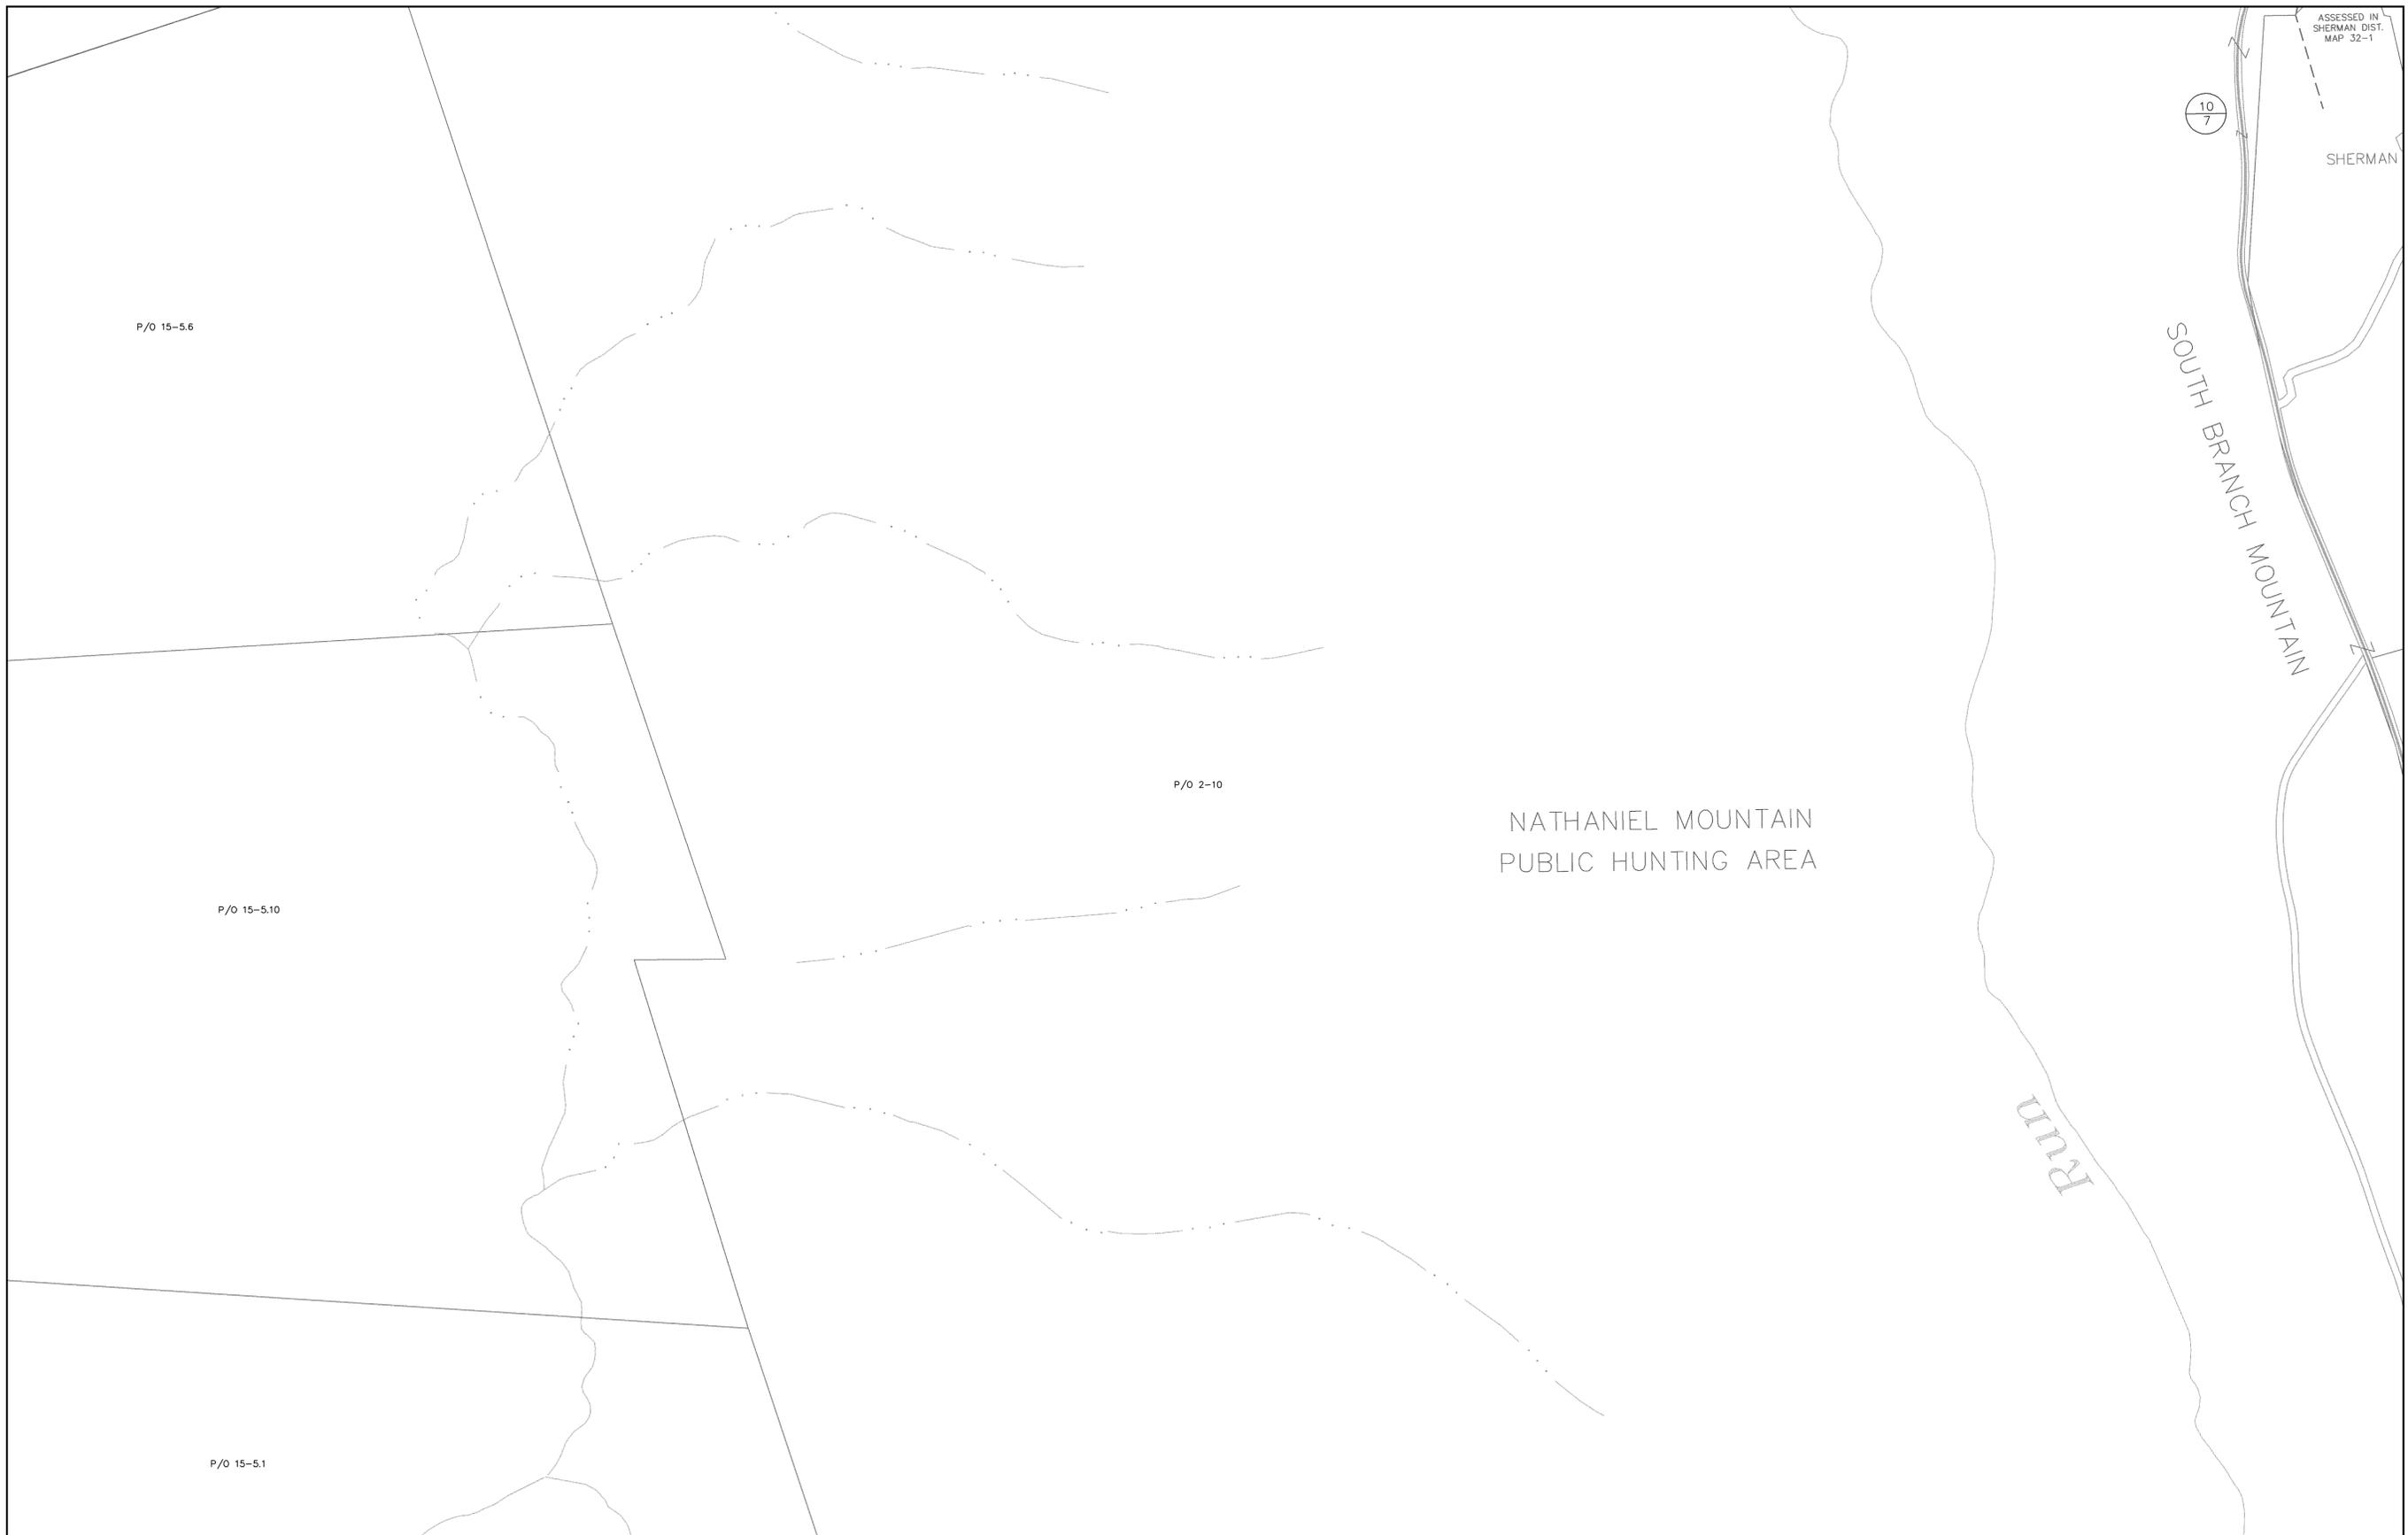 ASSESSED IN
SHERMAN DIST.
MAP 32-1
10
7
SHERMAN
P/O 15-5.6
SOUTH BRANCH MOUNTAIN
P/O 2-10
NATHANIEL MOUNTAIN
PUBLIC HUNTING AREA
P/O 15-5.10
Run
P/O 15-5.1